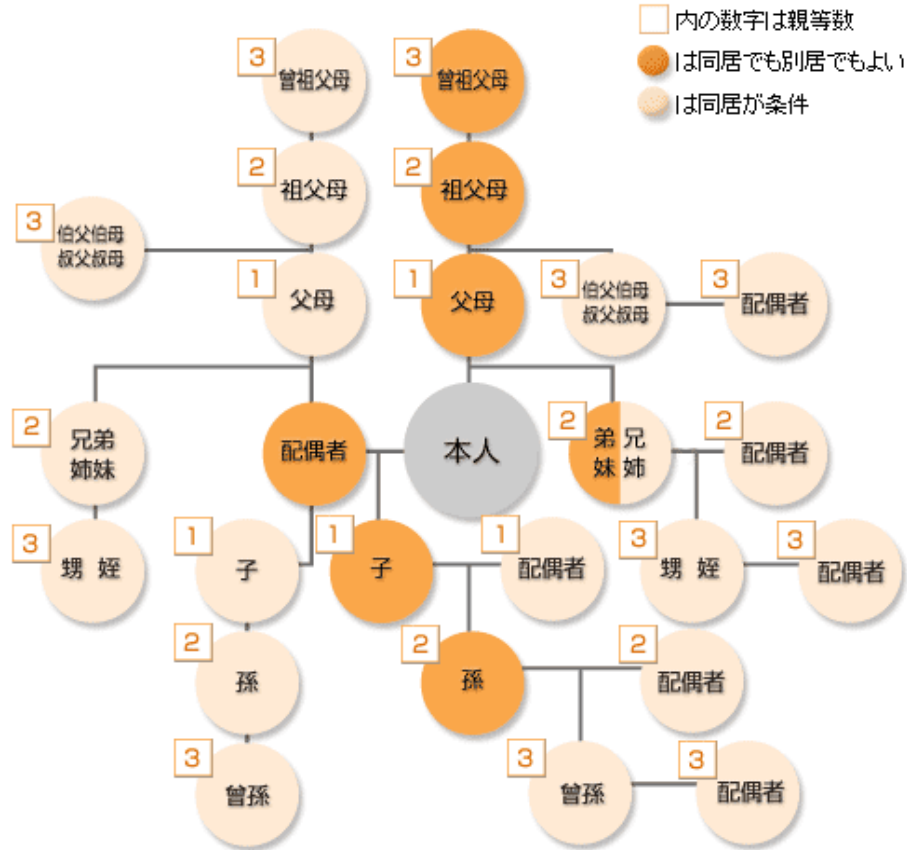 内の数字は親等数
は同居でも別居でもよい
は同居が条件
3
曾祖父母
3
曾祖父母
2
祖父母
2
祖父母
3
伯父伯母
叔父叔母
1
父母
1
父母
3
伯父伯母
叔父叔母
3
配偶者
2
兄弟
姉妹
配偶者
本人
2
弟 兄
妹 姉
2
配偶者
3
甥 姪
1
子
1
子
1
配偶者
3
甥 姪
3
配偶者
2
孫
2
孫
2
配偶者
3
曾孫
3
曾孫
3
配偶者